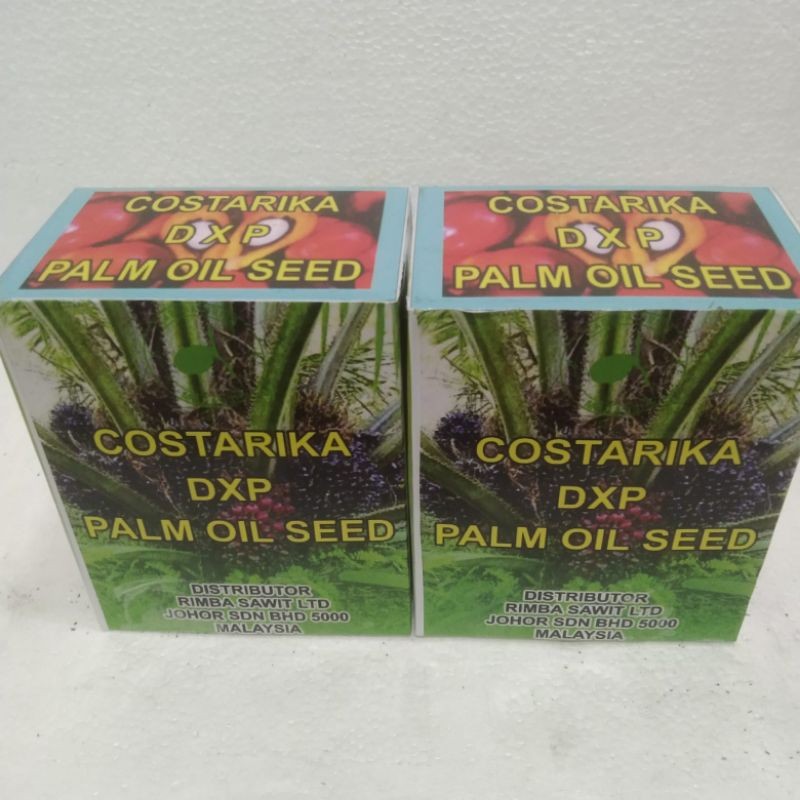 COSTARIKA
D X P
PALM OIL SEED
COSTARIKA
DXP
PALM OIL SEED
DISTRIBUTOR
RIMBA SAWIT LTD
JOHOR SDN BHD 5000
MALAYSIA
COSTARIKA
D X P
PALM OIL SEED
COSTARIKA
DXP
PALM OIL SEED
DISTRIBUTOR
RIMBA SAWIT LTD
JOHOR SDN BHD 5000
MALAYSIA